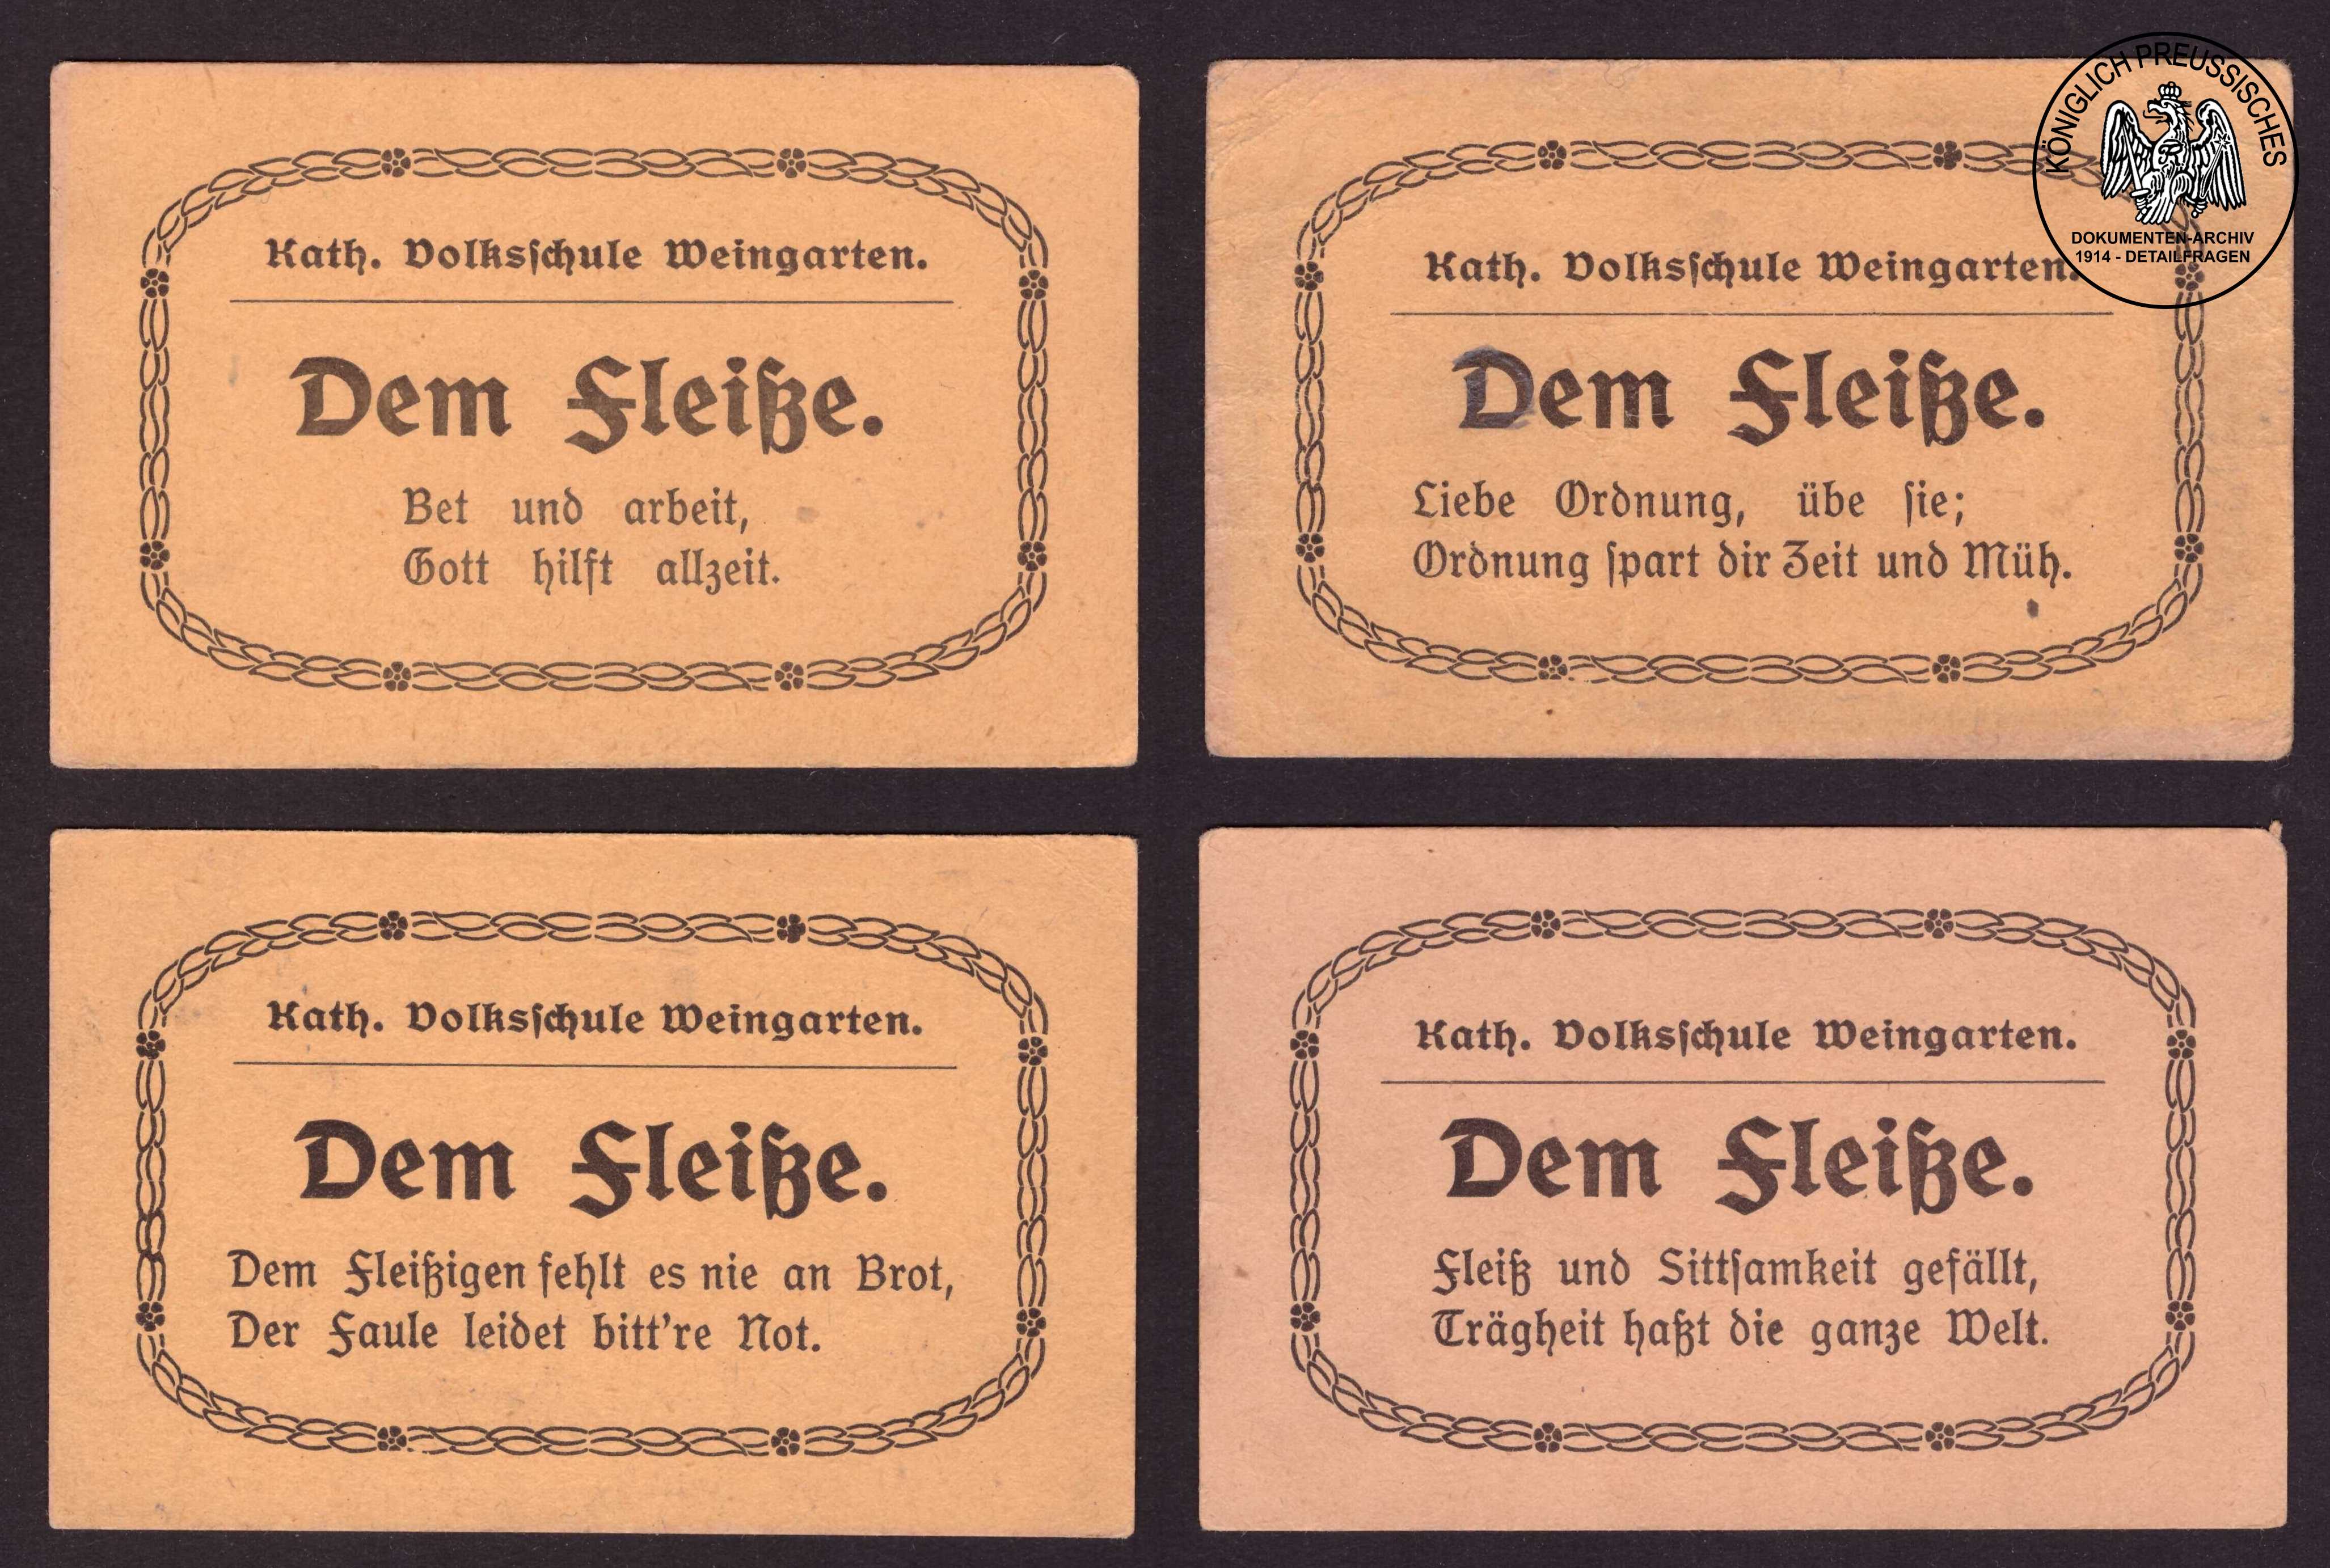 Kath. Volksschule Weingarten.
Dem Fleiße.
Bet und arbeit,
Gott hilft allzeit.
KÖNIGLICH PREUSSISCHES
DOKUMENTEN-ARCHIV
1914 - DETAILFRAGEN
Kath. Volksschule Weingarten.
Dem Fleiße.
Liebe Ordnung, übe sie;
Ordnung spart dir Zeit und Müh.
Kath. Volksschule Weingarten.
Dem Fleiße.
Dem Fleißigen fehlt es nie an Brot,
Der Faule leidet bitt're Not.
Kath. Volksschule Weingarten.
Dem Fleiße.
Fleiß und Sittsamkeit gefällt,
Trägheit haßt die ganze Welt.